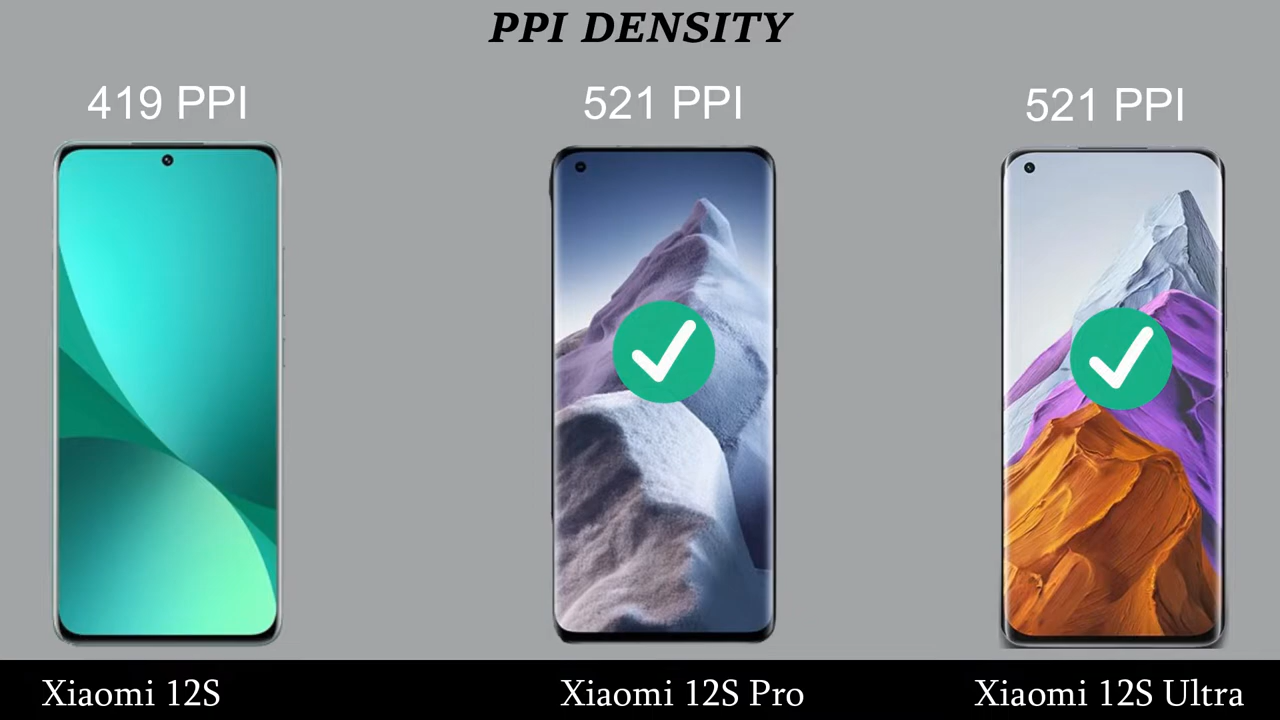 PPI DENSITY
419 PPI
521 PPI
521 PPI
Xiaomi 12S
Xiaomi 12S Pro
Xiaomi 12S Ultra